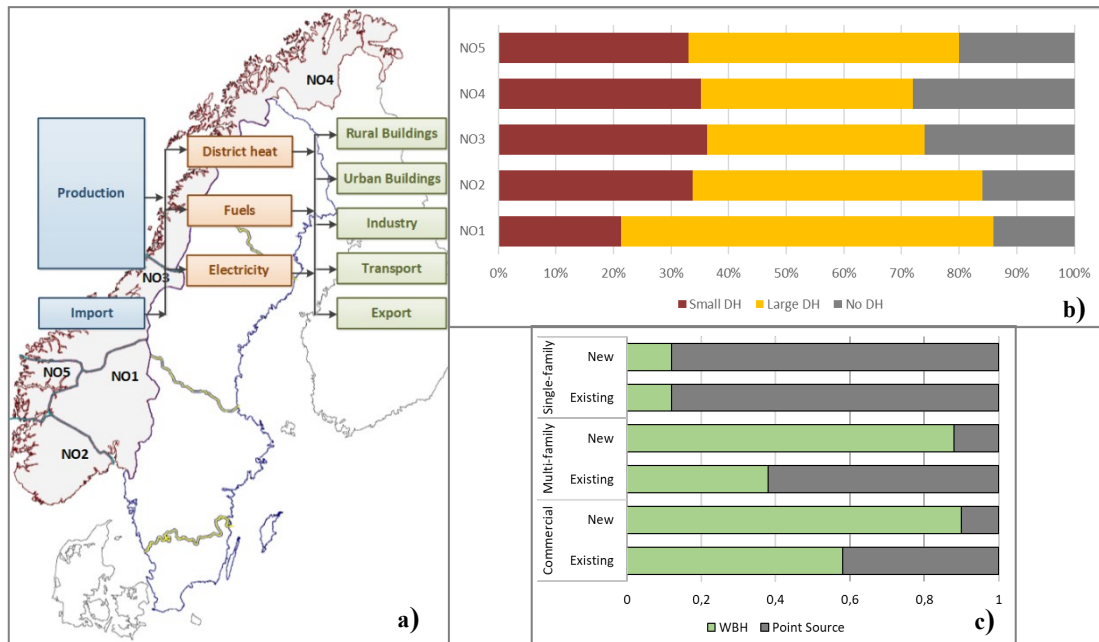 NO4
Production
Import
District heat
Fuels
Electricity
Rural Buildings
Urban Buildings
Industry
Transport
Export
NO3
NO5
NO1
NO2
a)
NO5
NO4
NO3
NO2
NO1
0% 10% 20% 30% 40% 50% 60% 70% 80% 90% 100%
Small DH Large DH No DH
b)
Single-family
New
Existing
Multi-family
New
Existing
Commercial
New
Existing
0 0,2 0,4 0,6 0,8 1
WBH Point Source
c)